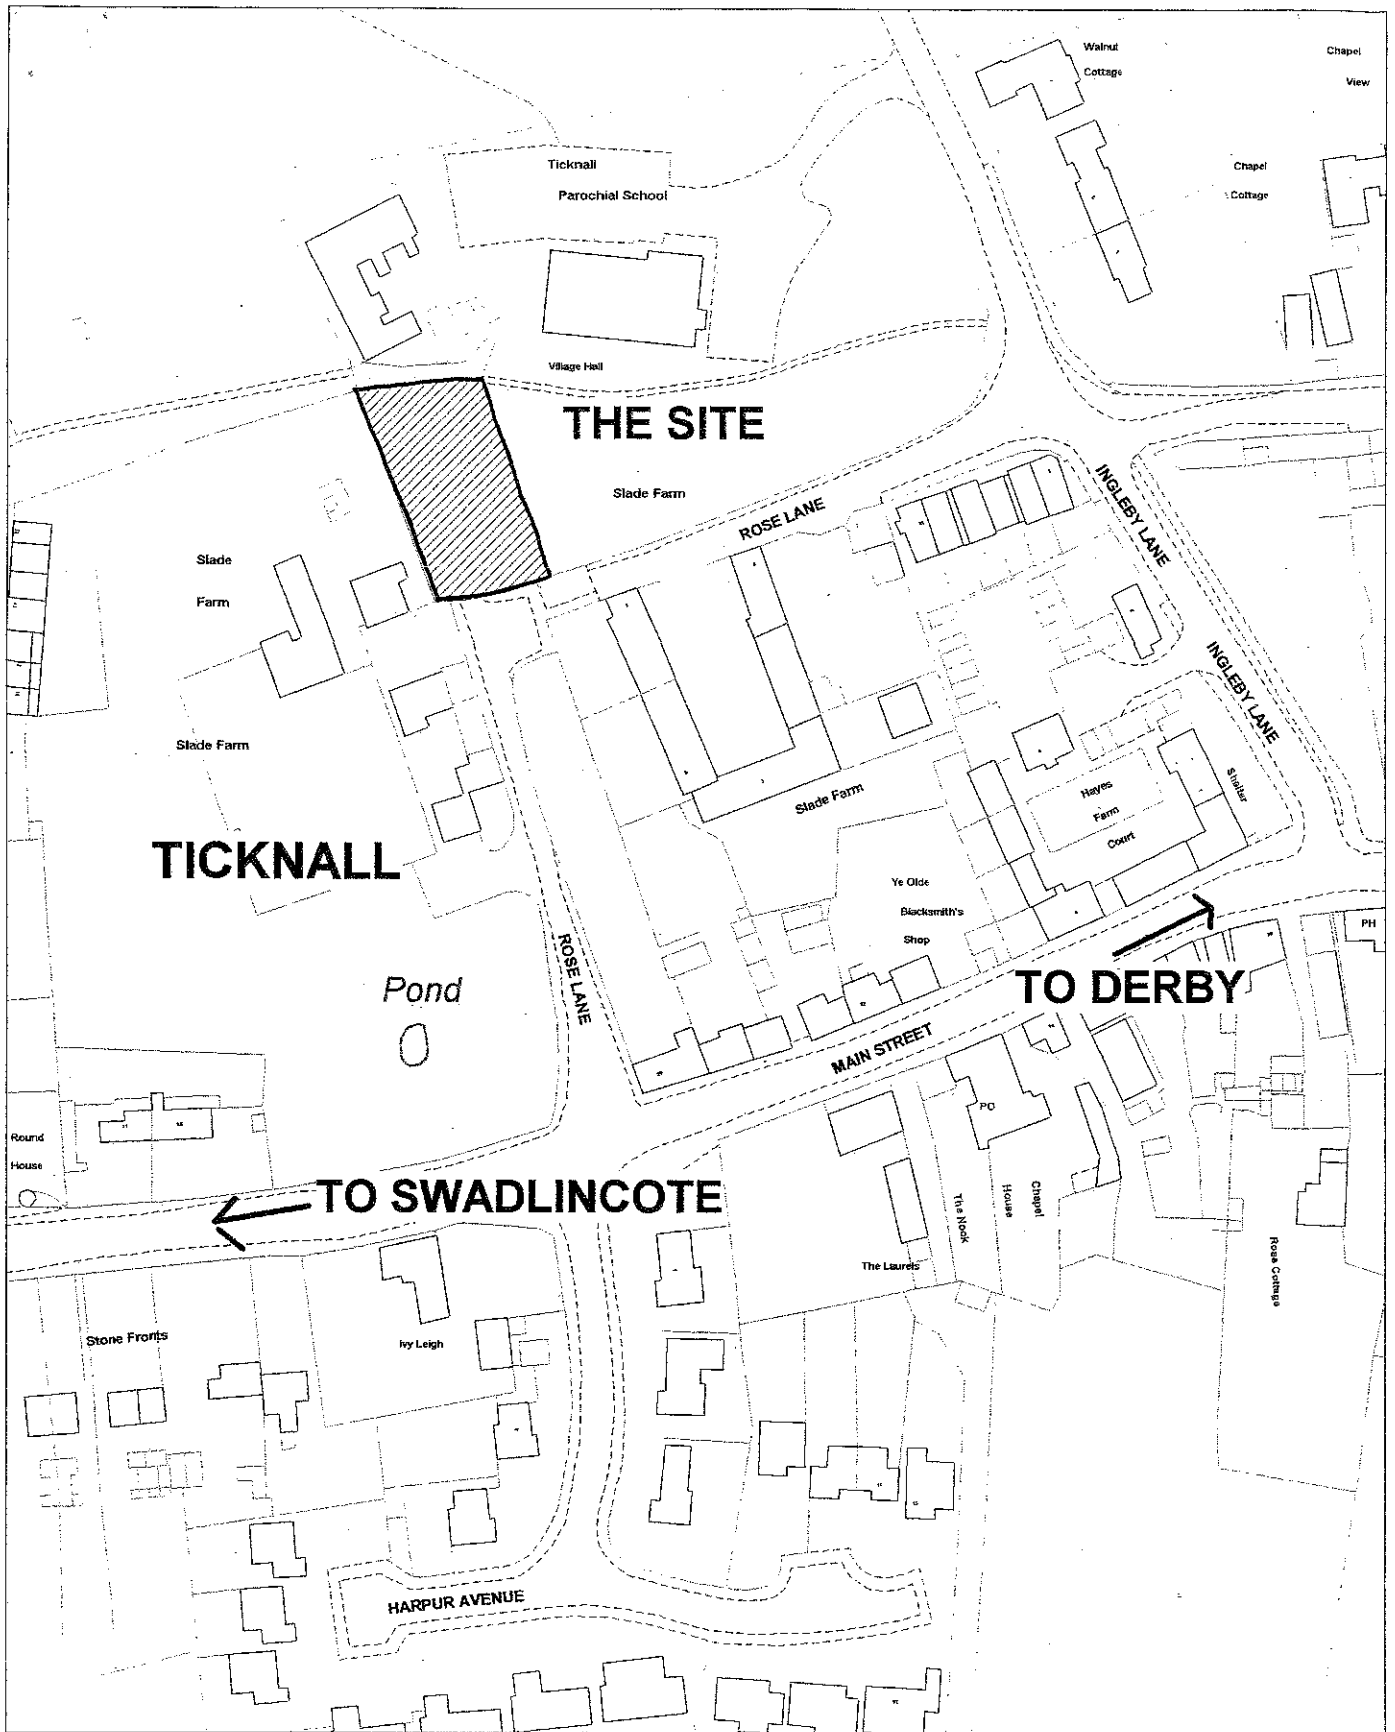 Walnut
Cottage
Chapel
View
Ticknall
Parochial School
Chapel
Cottage
Village Hall
THE SITE
Slade Farm
ROSE LANE
INGLEBY LANE
Slade
Farm
INGLEBY LANE
Slade Farm
Slade Farm
Hayes
Farm
Court
Shelter
TICKNALL
Ye Olde
Blacksmith's
Shop
PH
ROSE LANE
Pond
TO DERBY
MAIN STREET
PO
Round
House
TO SWADLINCOTE
The Nook
House
Chapel
The Laurels
Rose Cottage
Stone Fronts
Ivy Leigh
HARPUR AVENUE